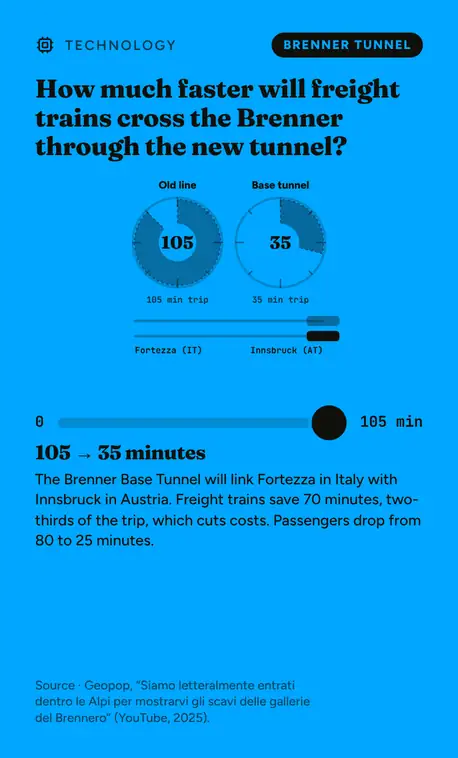 TECHNOLOGY
BRENNER TUNNEL
How much faster will freight
trains cross the Brenner
through the new tunnel?
Old line
Base tunnel
105
35
105 min trip
35 min trip
Fortezza (IT)
Innsbruck (AT)
0
105 min
105 → 35 minutes
The Brenner Base Tunnel will link Fortezza in Italy with
Innsbruck in Austria. Freight trains save 70 minutes, two-
thirds of the trip, which cuts costs. Passengers drop from
80 to 25 minutes.
Source · Geopop, "Siamo letteralmente entrati
dentro le Alpi per mostrarvi gli scavi delle gallerie
del Brennero" (YouTube, 2025).